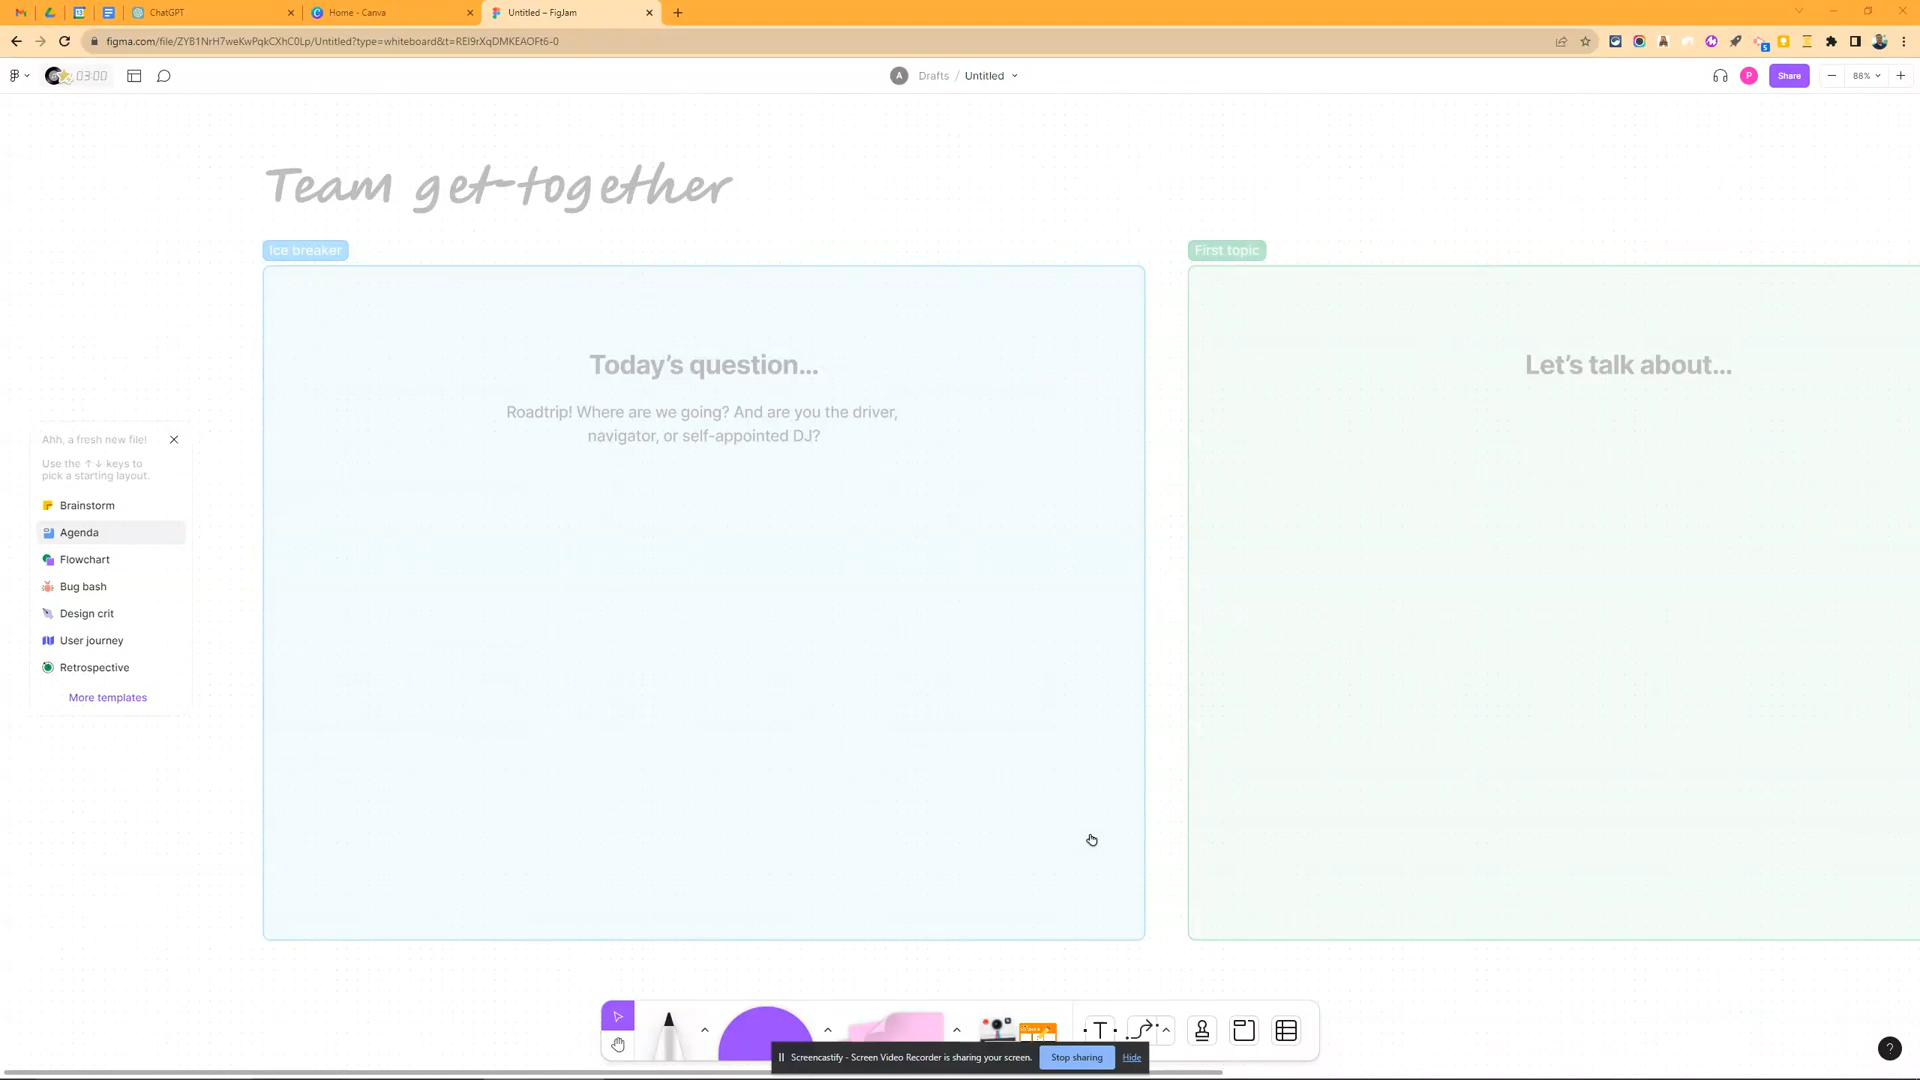 ChatGPT
Home - Canva
Untitled – FigJam
figma.com/file/ZYB1NrH7weKwPqkCXhC0Lp/Untitled?type=whiteboard&t=REI9rXqDMKEAOFt6-0
03:00
A
Drafts / Untitled
P
Share
88%
Team get-together
Ice breaker
First topic
Today's question...
Let's talk about...
Roadtrip! Where are we going? And are you the driver,
navigator, or self-appointed DJ?
Ahh, a fresh new file!
Use the ↑ ↓ keys to
pick a starting layout.
Brainstorm
Agenda
Flowchart
Bug bash
Design crit
User journey
Retrospective
More templates
T
Screencastify - Screen Video Recorder is sharing your screen.
Stop sharing
Hide
?